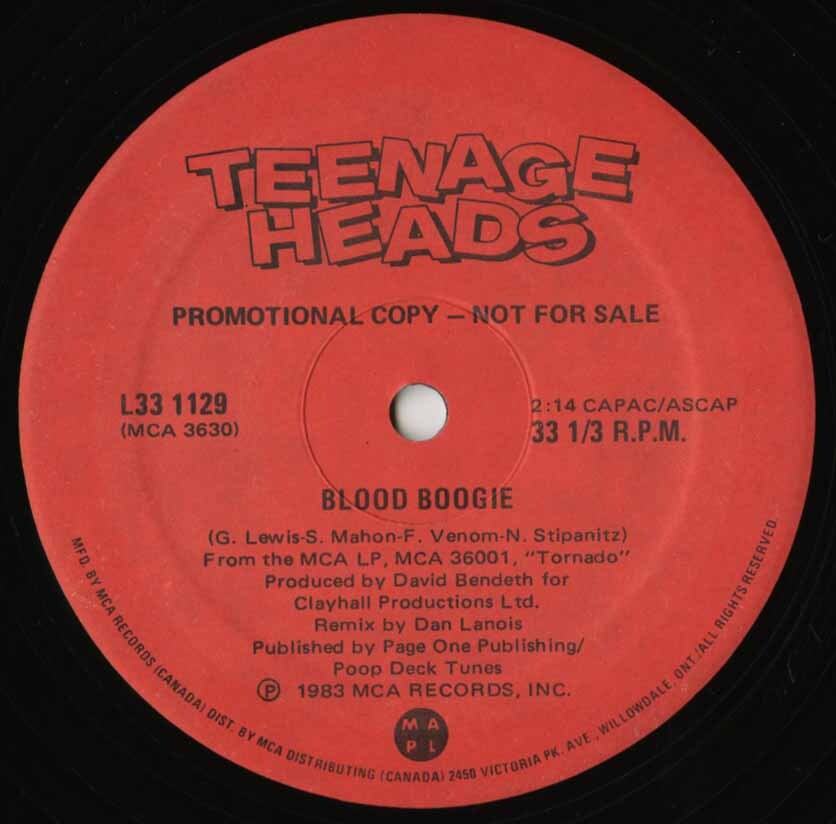 TEENAGE
HEADS
PROMOTIONAL COPY — NOT FOR SALE
L33 1129
(MCA 3630)
2:14 CAPAC/ASCAP
33 1/3 R.P.M.
BLOOD BOOGIE
(G. Lewis-S. Mahon-F. Venom-N. Stipanitz)
From the MCA LP, MCA 36001, "Tornado"
Produced by David Bendeth for
Clayhall Productions Ltd.
Remix by Dan Lanois
Published by Page One Publishing/
Poop Deck Tunes
Ⓟ 1983 MCA RECORDS, INC.
M A
P L
MFD. BY MCA RECORDS (CANADA) DIST. BY MCA DISTRIBUTING (CANADA) 2450 VICTORIA PK. AVE., WILLOWDALE, ONT./ALL RIGHTS RESERVED.